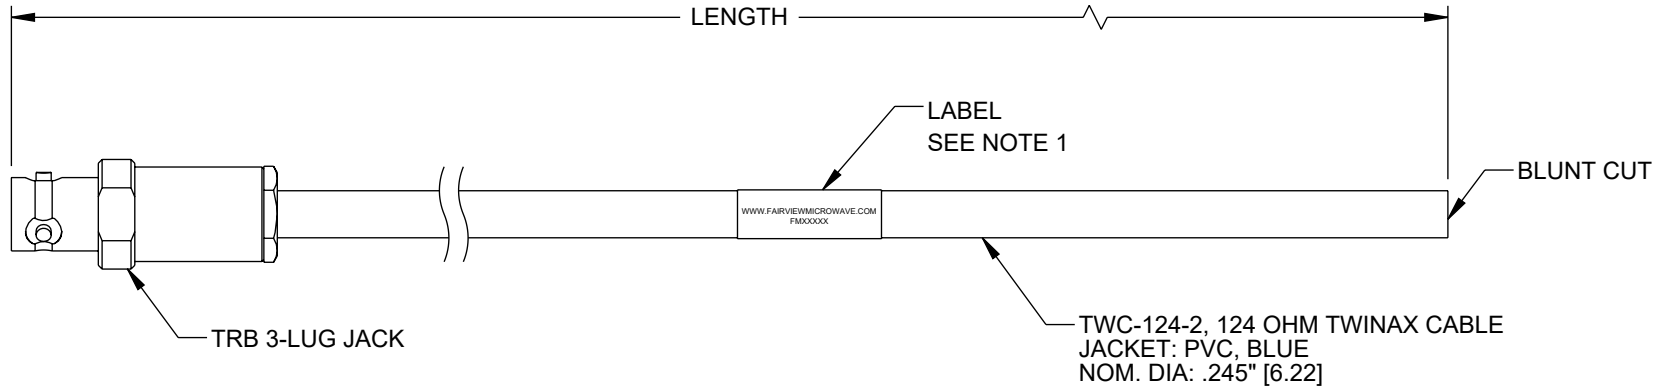 LENGTH
LABEL
SEE NOTE 1
BLUNT CUT
WWW.FAIRVIEWMICROWAVE.COM
FMXXXXX
TRB 3-LUG JACK
TWC-124-2, 124 OHM TWINAX CABLE
JACKET: PVC, BLUE
NOM. DIA: .245" [6.22]